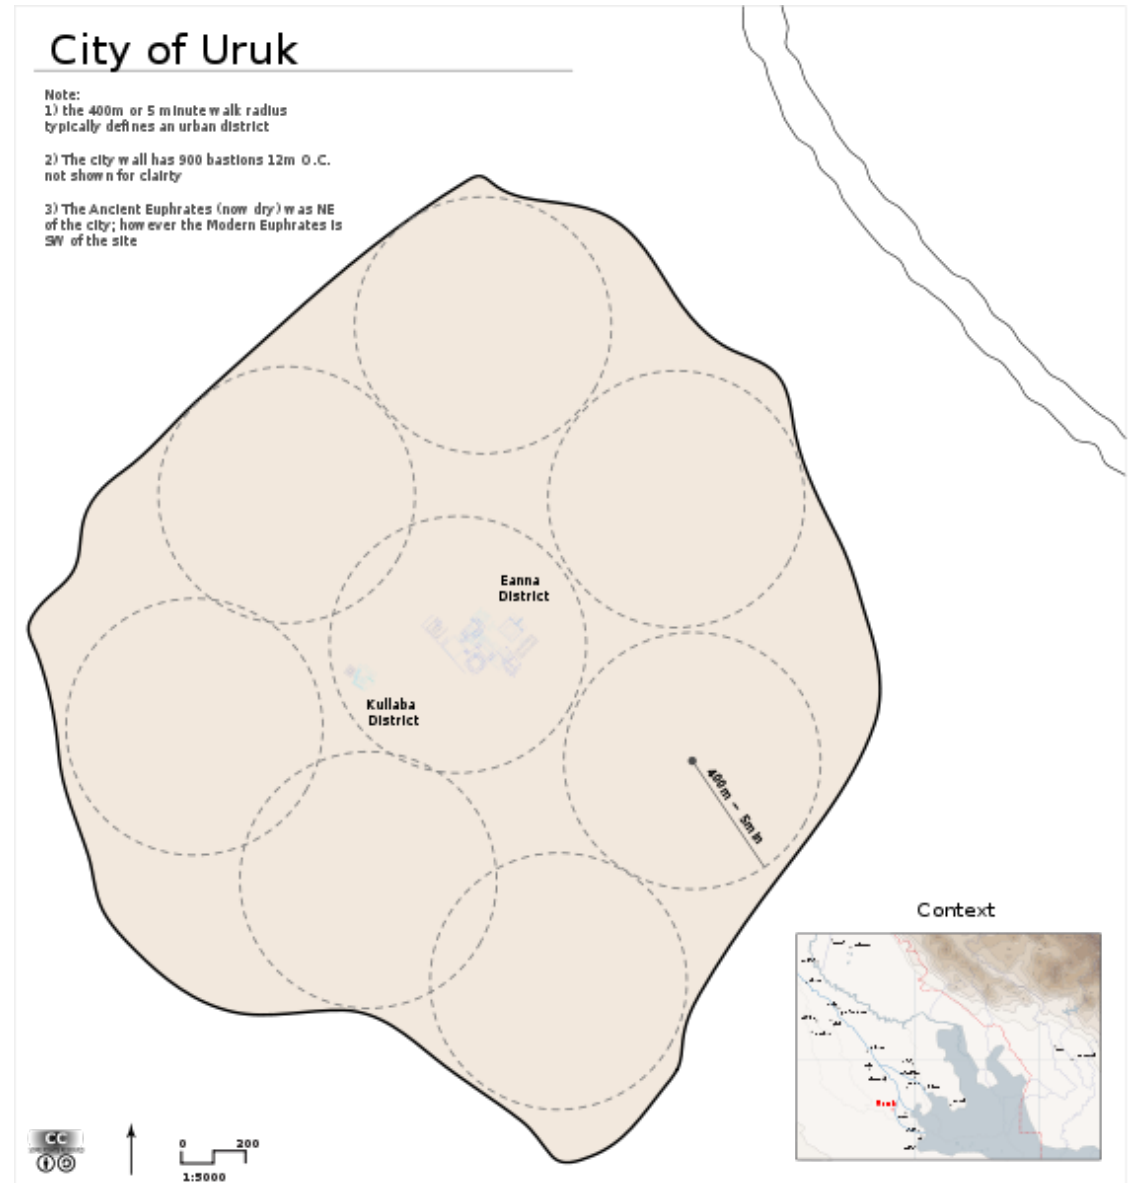 City of Uruk
Note:
1) the 400m or 5 minute walk radius
typically defines an urban district
2) The city wall has 900 bastions 12m O.C.
not shown for clairty
3) The Ancient Euphrates (now dry) was NE
of the city; however the Modern Euphrates is
SW of the site
Eanna
District
Kullaba
District
400m — 5min
Context
Uruk
CC
0 200
1:5000